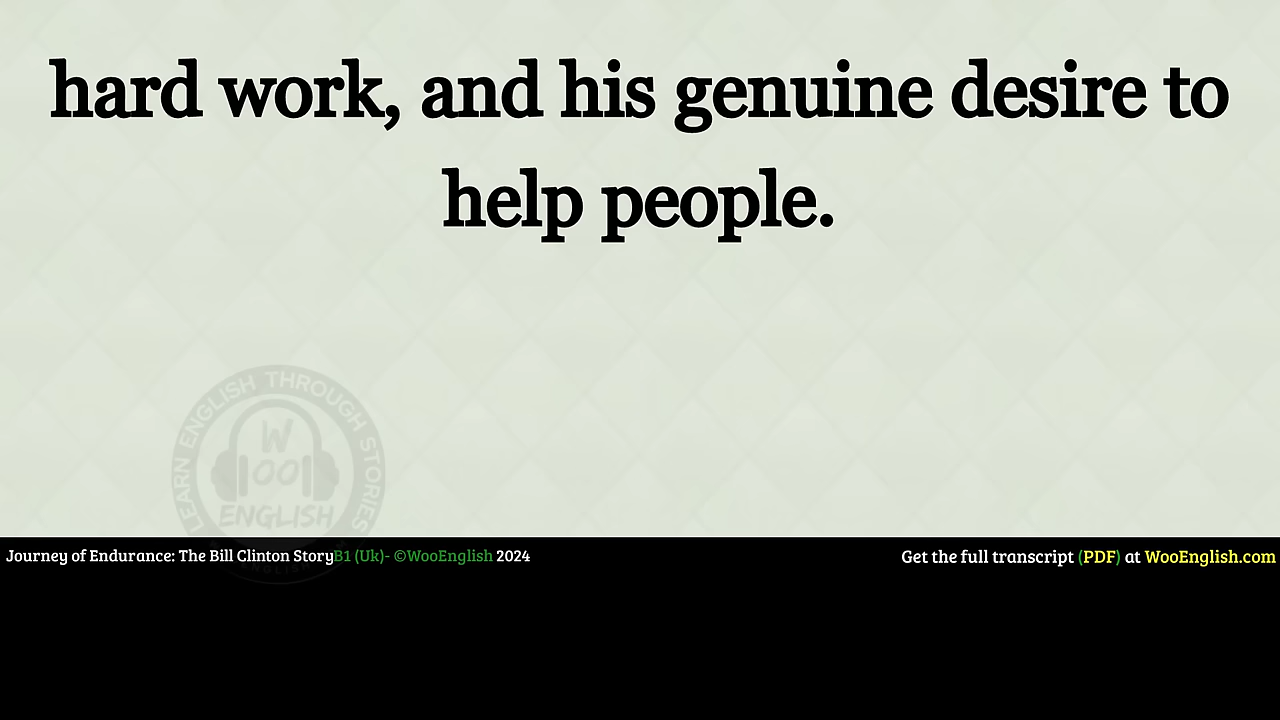 hard work, and his genuine desire to
help people.
LEARN ENGLISH THROUGH STORIES
W
OO
ENGLISH
Journey of Endurance: The Bill Clinton StoryB1 (Uk)- ©WooEnglish 2024
Get the full transcript (PDF) at WooEnglish.com